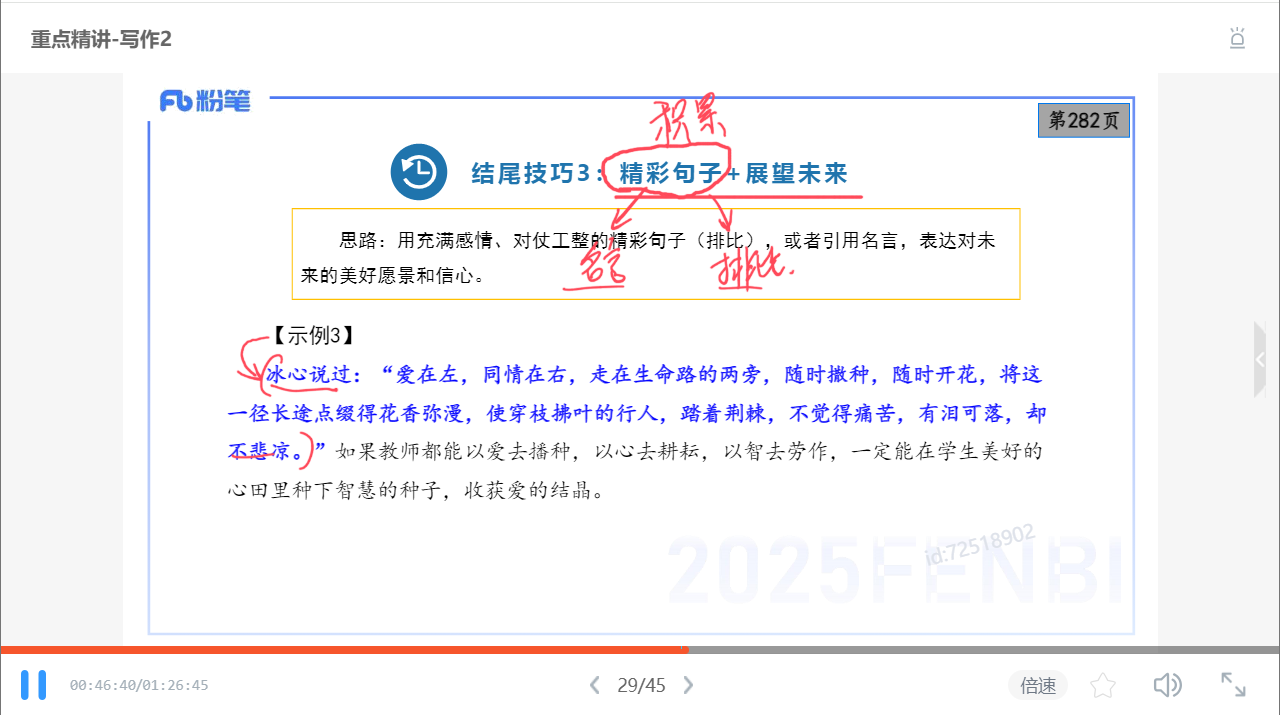 重点精讲-写作2
粉笔
积累
第282页
结尾技巧3：精彩句子+展望未来
思路：用充满感情、对仗工整的精彩句子（排比），或者引用名言，表达对未
来的美好愿景和信心。
名言
排比.
【示例3】
冰心说过：“爱在左，同情在右，走在生命路的两旁，随时撒种，随时开花，将这
一径长途点缀得花香弥漫，使穿枝拂叶的行人，踏着荆棘，不觉得痛苦，有泪可落，却
不悲凉。”如果教师都能以爱去播种，以心去耕耘，以智去劳作，一定能在学生美好的
心田里种下智慧的种子，收获爱的结晶。
id:72518902
2025FENBI
00:46:40/01:26:45
29/45
倍速